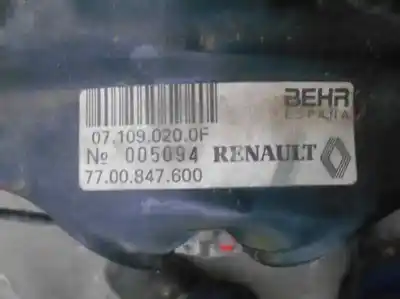 BEHR
ESPAÑA
07.109.020.0F
Nº 005094 RENAULT
77.00.847.600